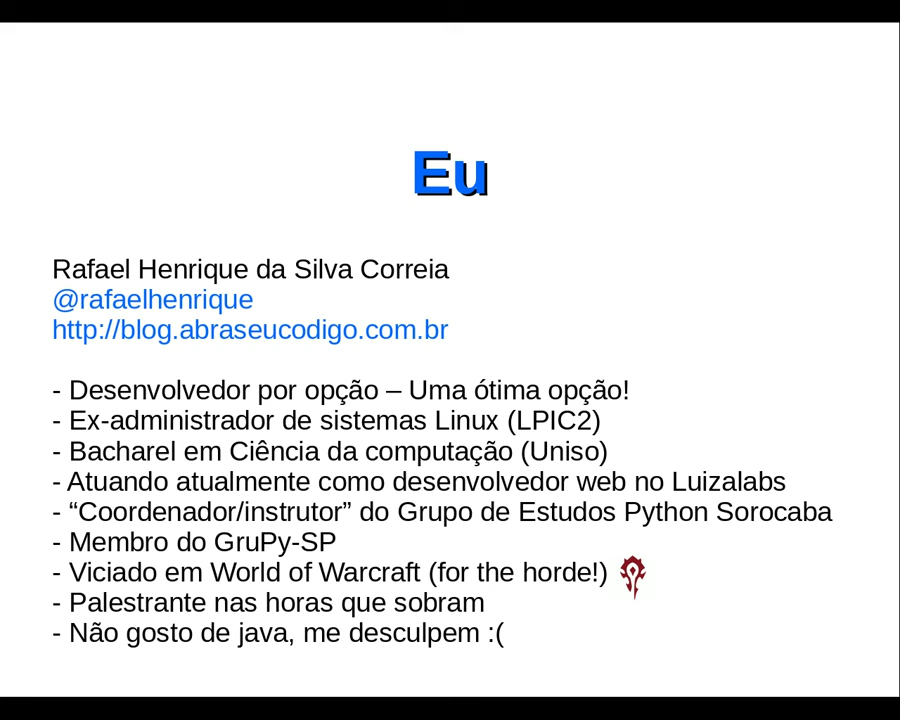 Eu
Rafael Henrique da Silva Correia
@rafaelhenrique
http://blog.abraseucodigo.com.br
- Desenvolvedor por opção – Uma ótima opção!
- Ex-administrador de sistemas Linux (LPIC2)
- Bacharel em Ciência da computação (Uniso)
- Atuando atualmente como desenvolvedor web no Luizalabs
- “Coordenador/instrutor” do Grupo de Estudos Python Sorocaba
- Membro do GruPy-SP
- Viciado em World of Warcraft (for the horde!)
- Palestrante nas horas que sobram
- Não gosto de java, me desculpem :(